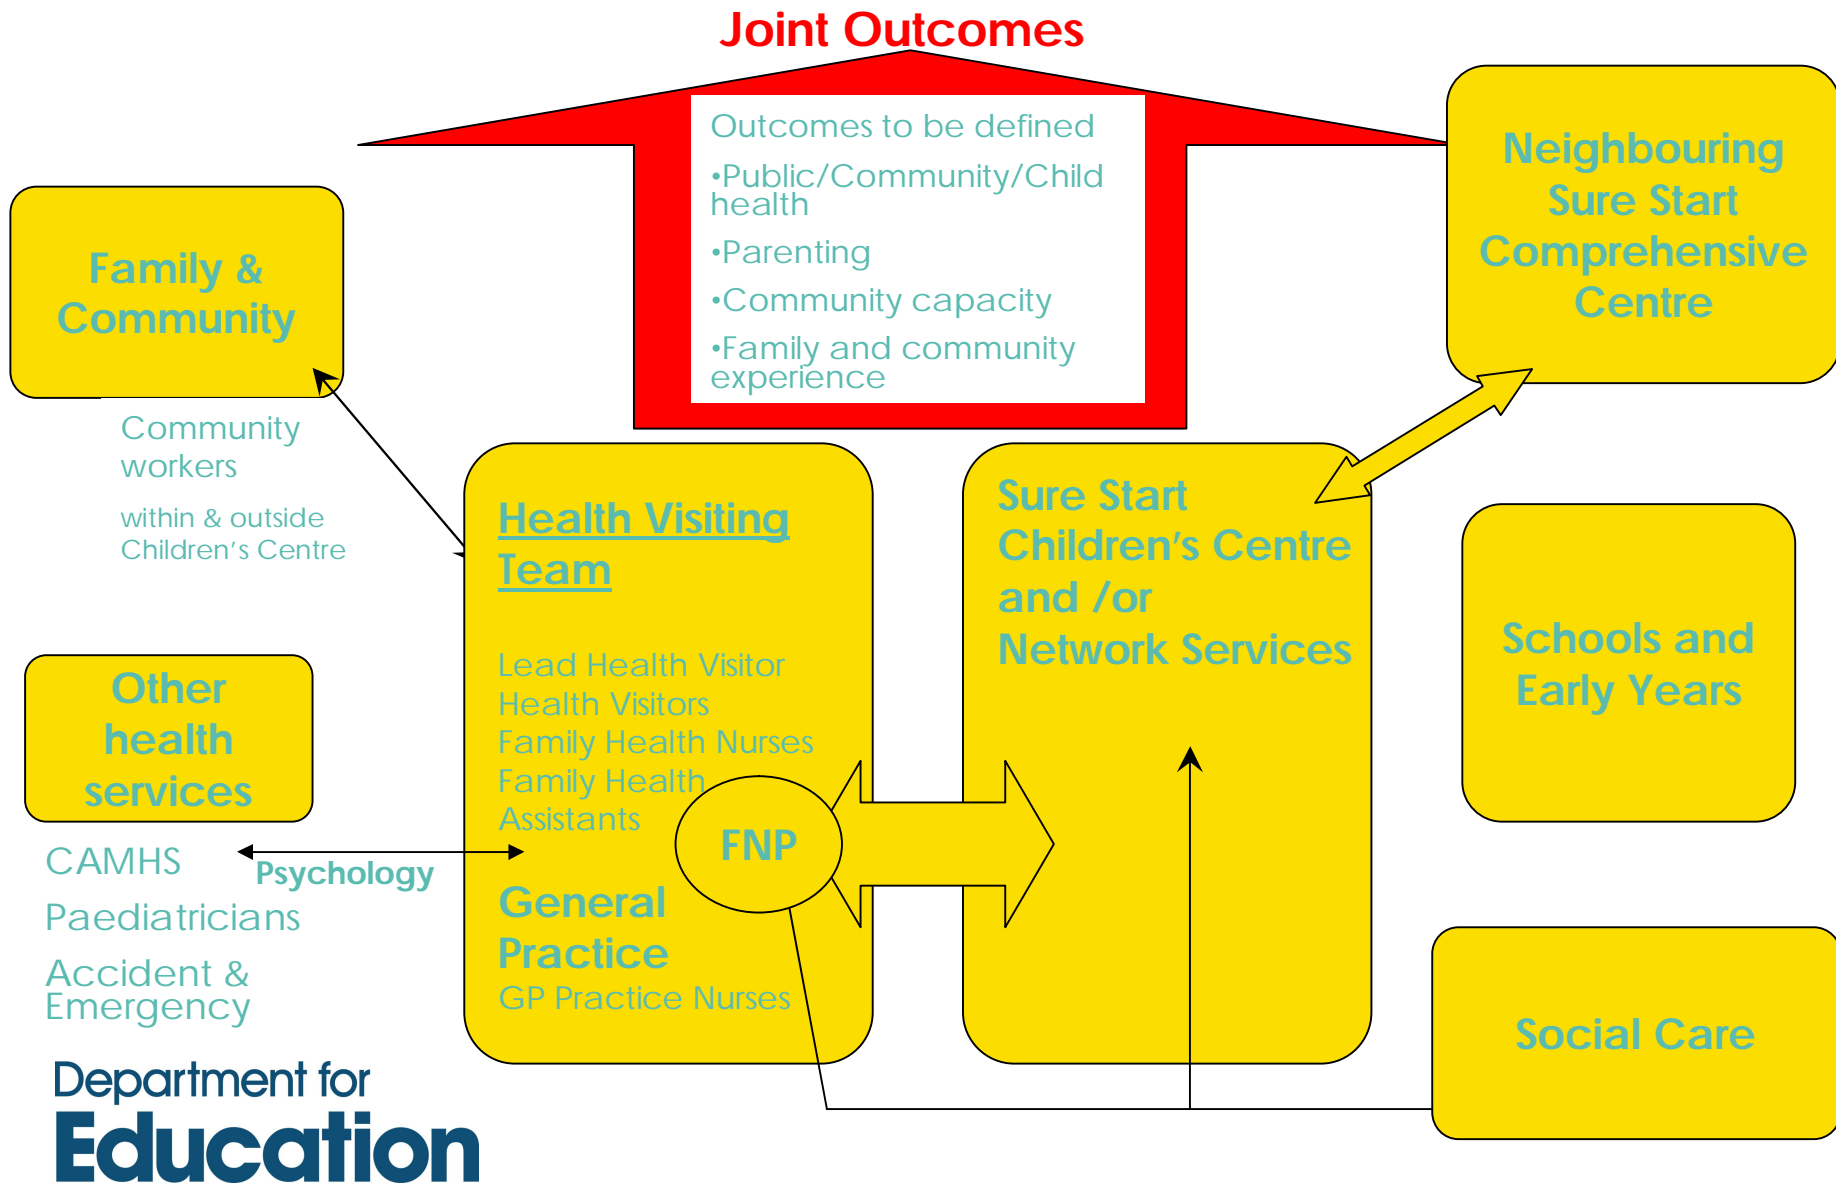 Joint Outcomes
Outcomes to be defined
•Public/Community/Child
health
•Parenting
•Community capacity
•Family and community
experience
Neighbouring
Sure Start
Comprehensive
Centre
Family &
Community
Community
workers
within & outside
Children’s Centre
Health Visiting
Team
Lead Health Visitor
Health Visitors
Family Health Nurses
Family Health
Assistants
FNP
General
Practice
GP Practice Nurses
Sure Start
Children’s Centre
and /or
Network Services
Schools and
Early Years
Other
health
services
CAMHS
Psychology
Paediatricians
Accident &
Emergency
Social Care
Department for
Education